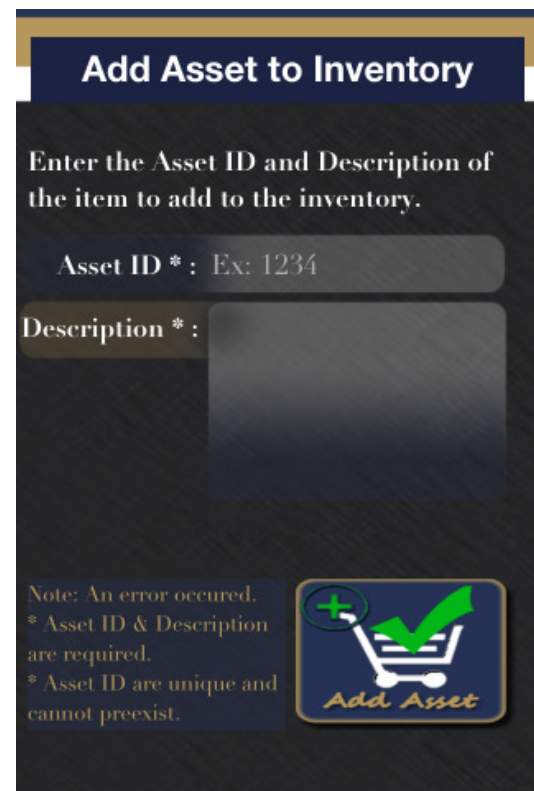 Add Asset to Inventory
Enter the Asset ID and Description of
the item to add to the inventory.
Asset ID * : Ex: 1234
Description * :
Note: An error occured.
* Asset ID & Description
are required.
* Asset ID are unique and
cannot preexist.
Add Asset